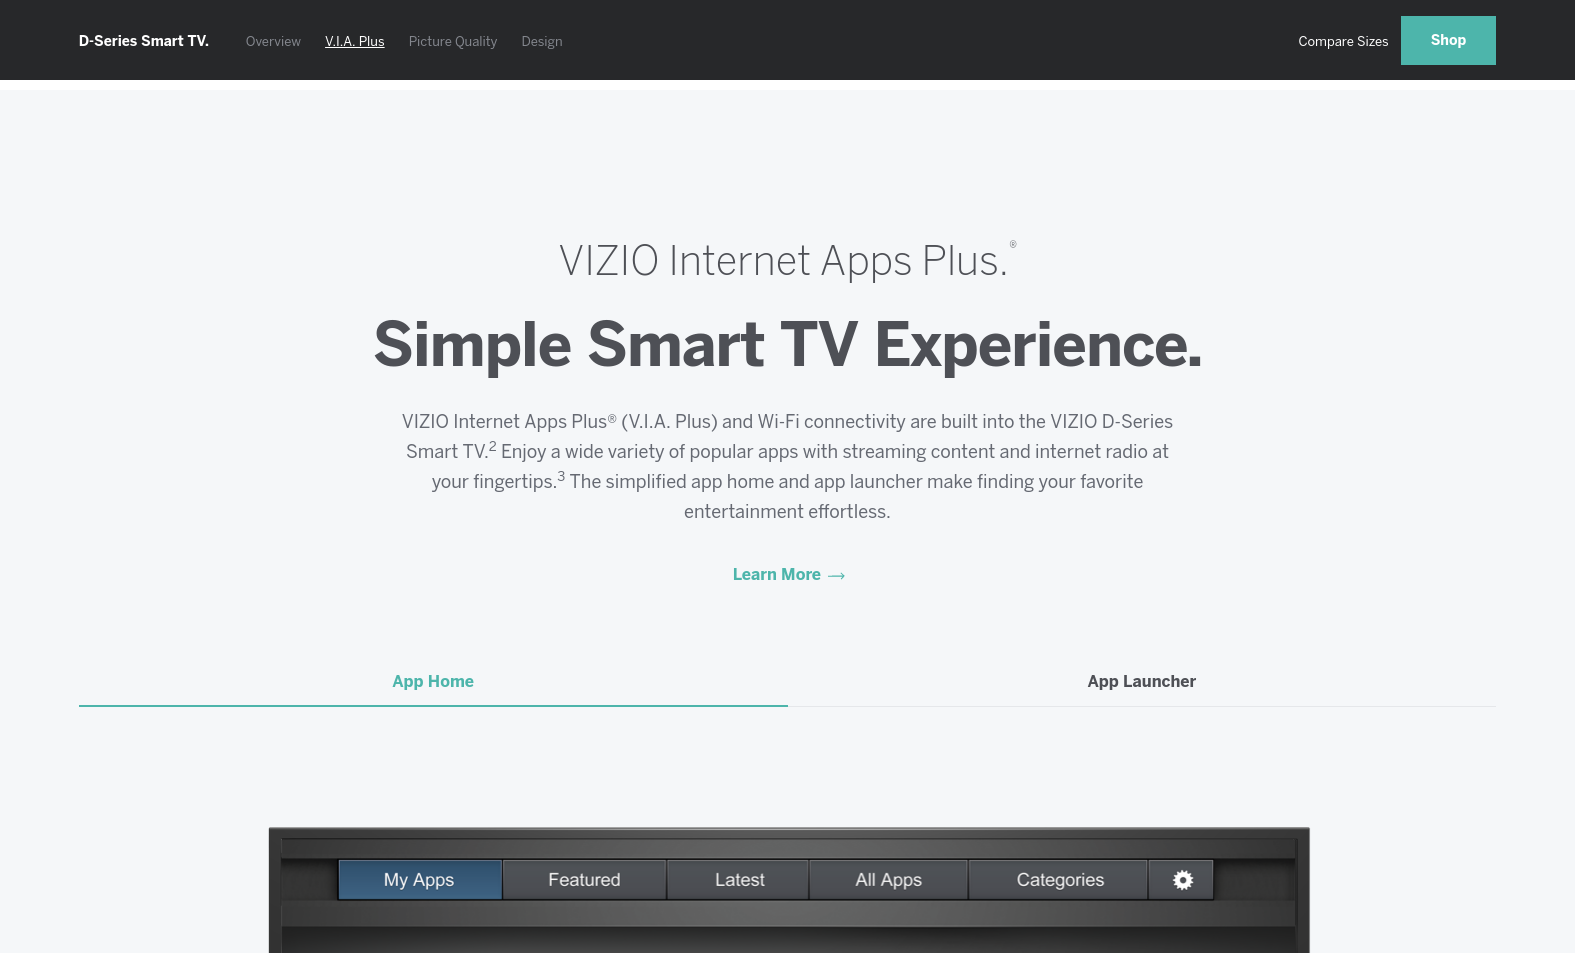 D-Series Smart TV. Overview V.I.A. Plus Picture Quality Design Compare Sizes Shop
VIZIO Internet Apps Plus.®
Simple Smart TV Experience.
VIZIO Internet Apps Plus® (V.I.A. Plus) and Wi-Fi connectivity are built into the VIZIO D-Series
Smart TV.2 Enjoy a wide variety of popular apps with streaming content and internet radio at
your fingertips.3 The simplified app home and app launcher make finding your favorite
entertainment effortless.
Learn More →
App Home App Launcher
My Apps Featured Latest All Apps Categories